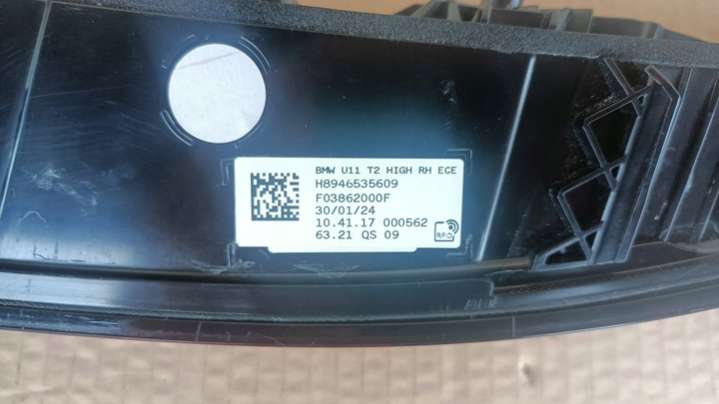 BMW U11 T2 HIGH RH ECE
H8946535609
F03862000F
30/01/24
10.41.17 000562
63.21 QS 09
RFID